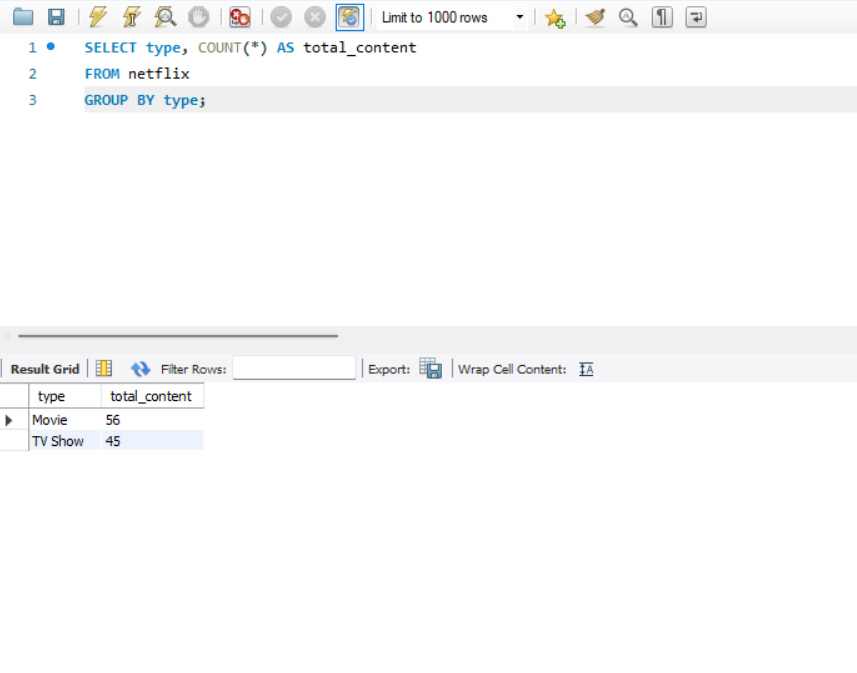 Limit to 1000 rows
1 SELECT type, COUNT(*) AS total_content
2 FROM netflix
3 GROUP BY type;
Result Grid Filter Rows: Export: Wrap Cell Content: IA
type total_content
Movie 56
TV Show 45